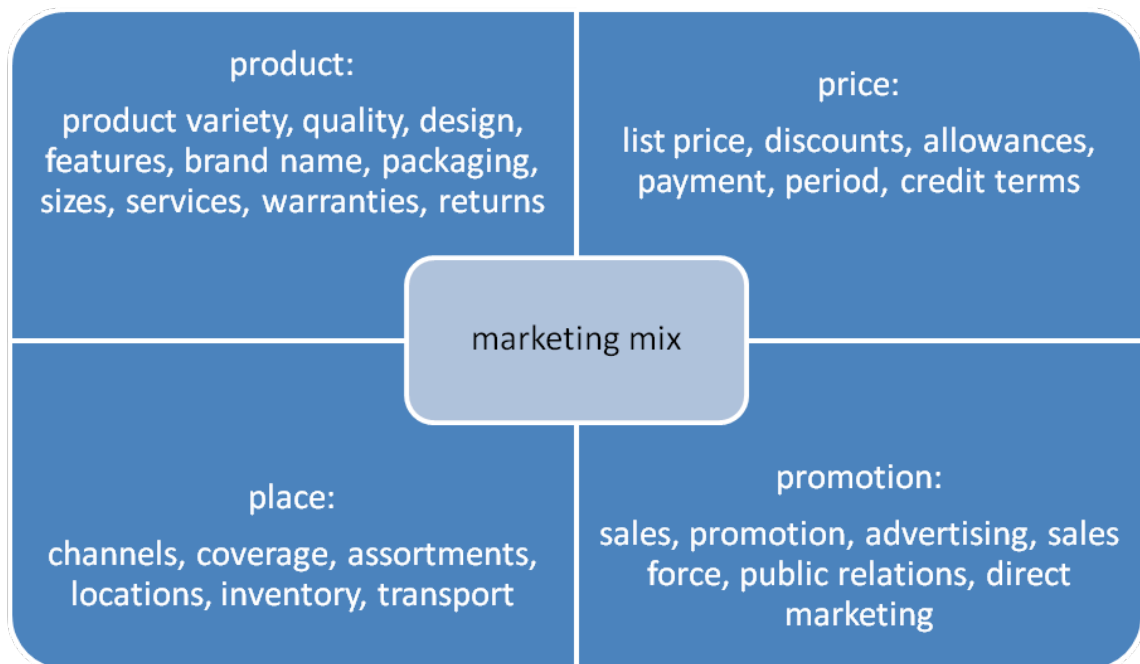 product:
product variety, quality, design,
features, brand name, packaging,
sizes, services, warranties, returns
price:
list price, discounts, allowances,
payment, period, credit terms
marketing mix
place:
channels, coverage, assortments,
locations, inventory, transport
promotion:
sales, promotion, advertising, sales
force, public relations, direct
marketing